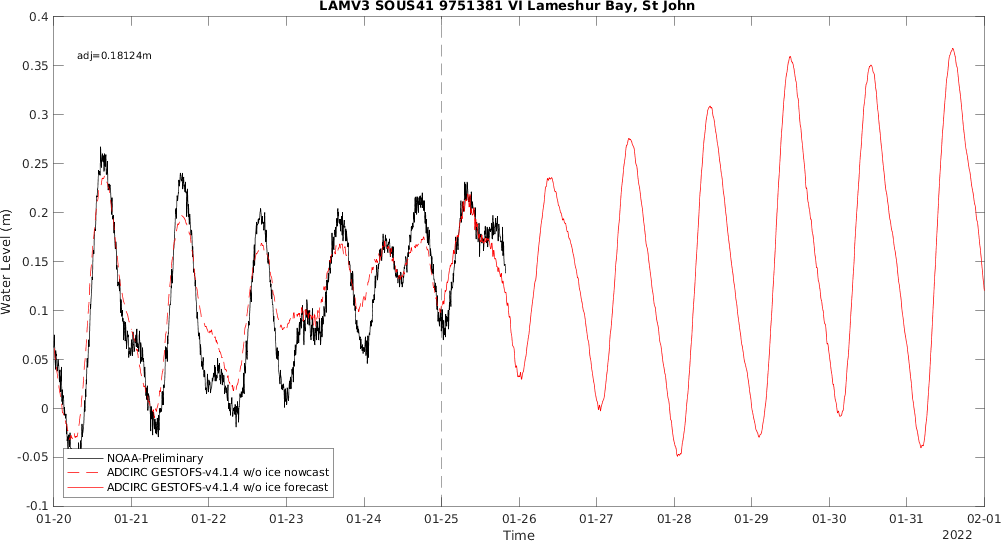 LAMV3 SOUS41 9751381 VI Lameshur Bay, St John
adj=0.18124m
0.4
0.35
0.3
0.25
0.2
0.15
0.1
0.05
0
-0.05
-0.1
Water Level (m)
NOAA-Preliminary
ADCIRC GESTOFS-v4.1.4 w/o ice nowcast
ADCIRC GESTOFS-v4.1.4 w/o ice forecast
01-20 01-21 01-22 01-23 01-24 01-25 01-26 01-27 01-28 01-29 01-30 01-31 02-01
Time
2022